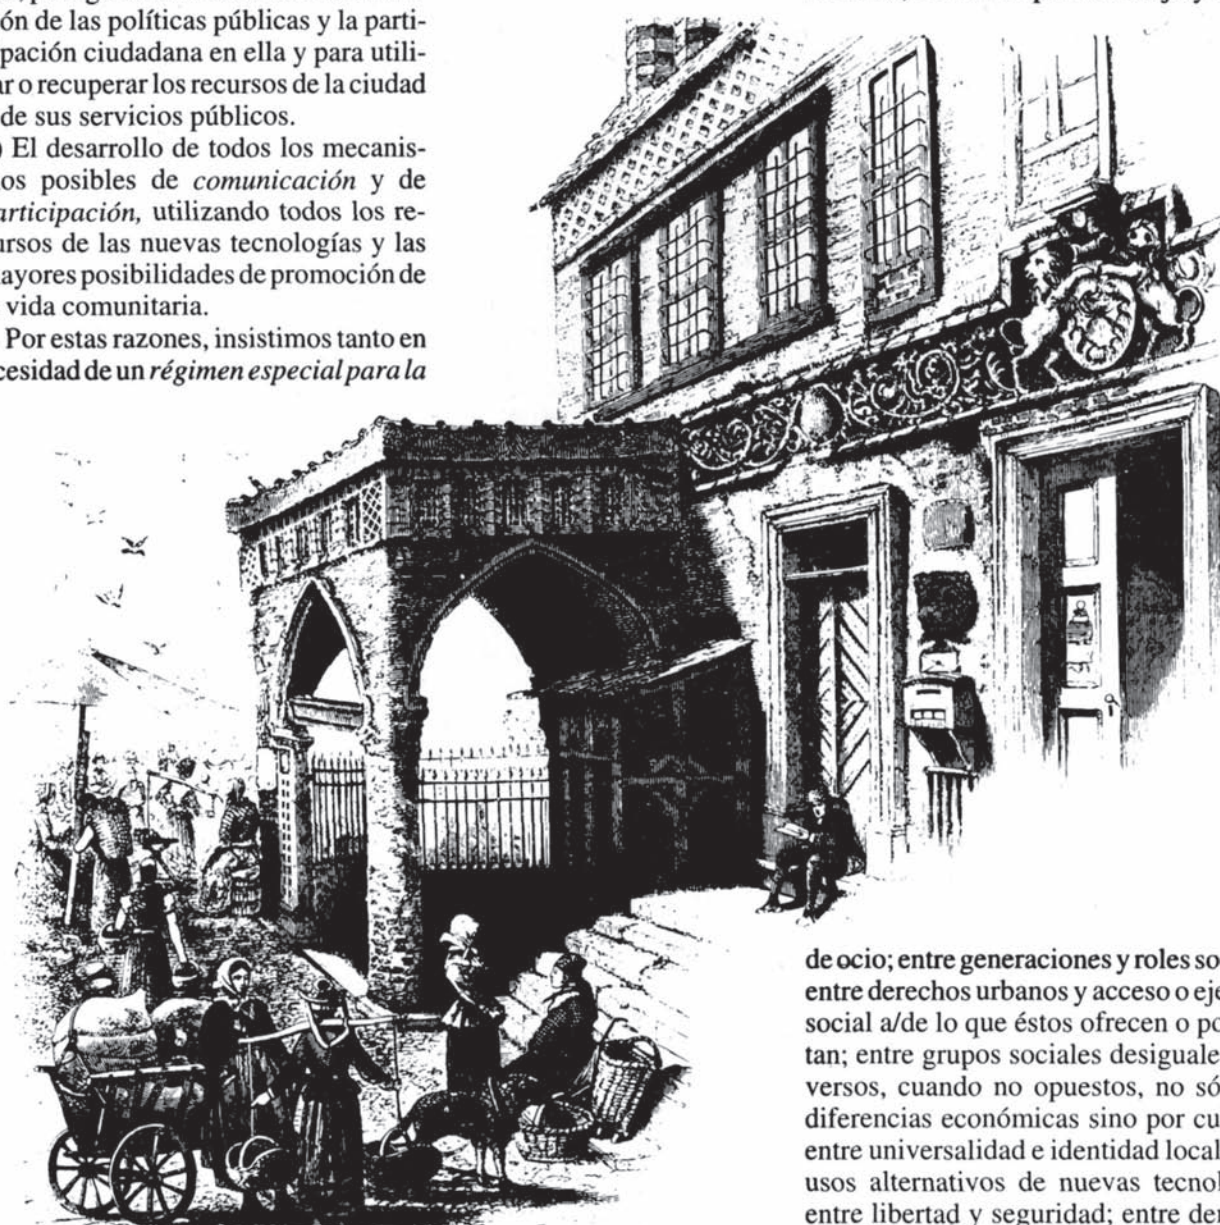 ón de las políticas públicas y la parti-
pación ciudadana en ella y para utili-
ar o recuperar los recursos de la ciudad
de sus servicios públicos.
) El desarrollo de todos los mecanis-
os posibles de comunicación y de
articipación, utilizando todos los re-
ursos de las nuevas tecnologías y las
ayores posibilidades de promoción de
vida comunitaria.
Por estas razones, insistimos tanto en
cesidad de un régimen especial para la
de ocio; entre generaciones y roles so
entre derechos urbanos y acceso o eje
social a/de lo que éstos ofrecen o po
tan; entre grupos sociales desiguale
versos, cuando no opuestos, no só
diferencias económicas sino por cu
entre universalidad e identidad local
usos alternativos de nuevas tecnol
entre libertad y seguridad; entre der